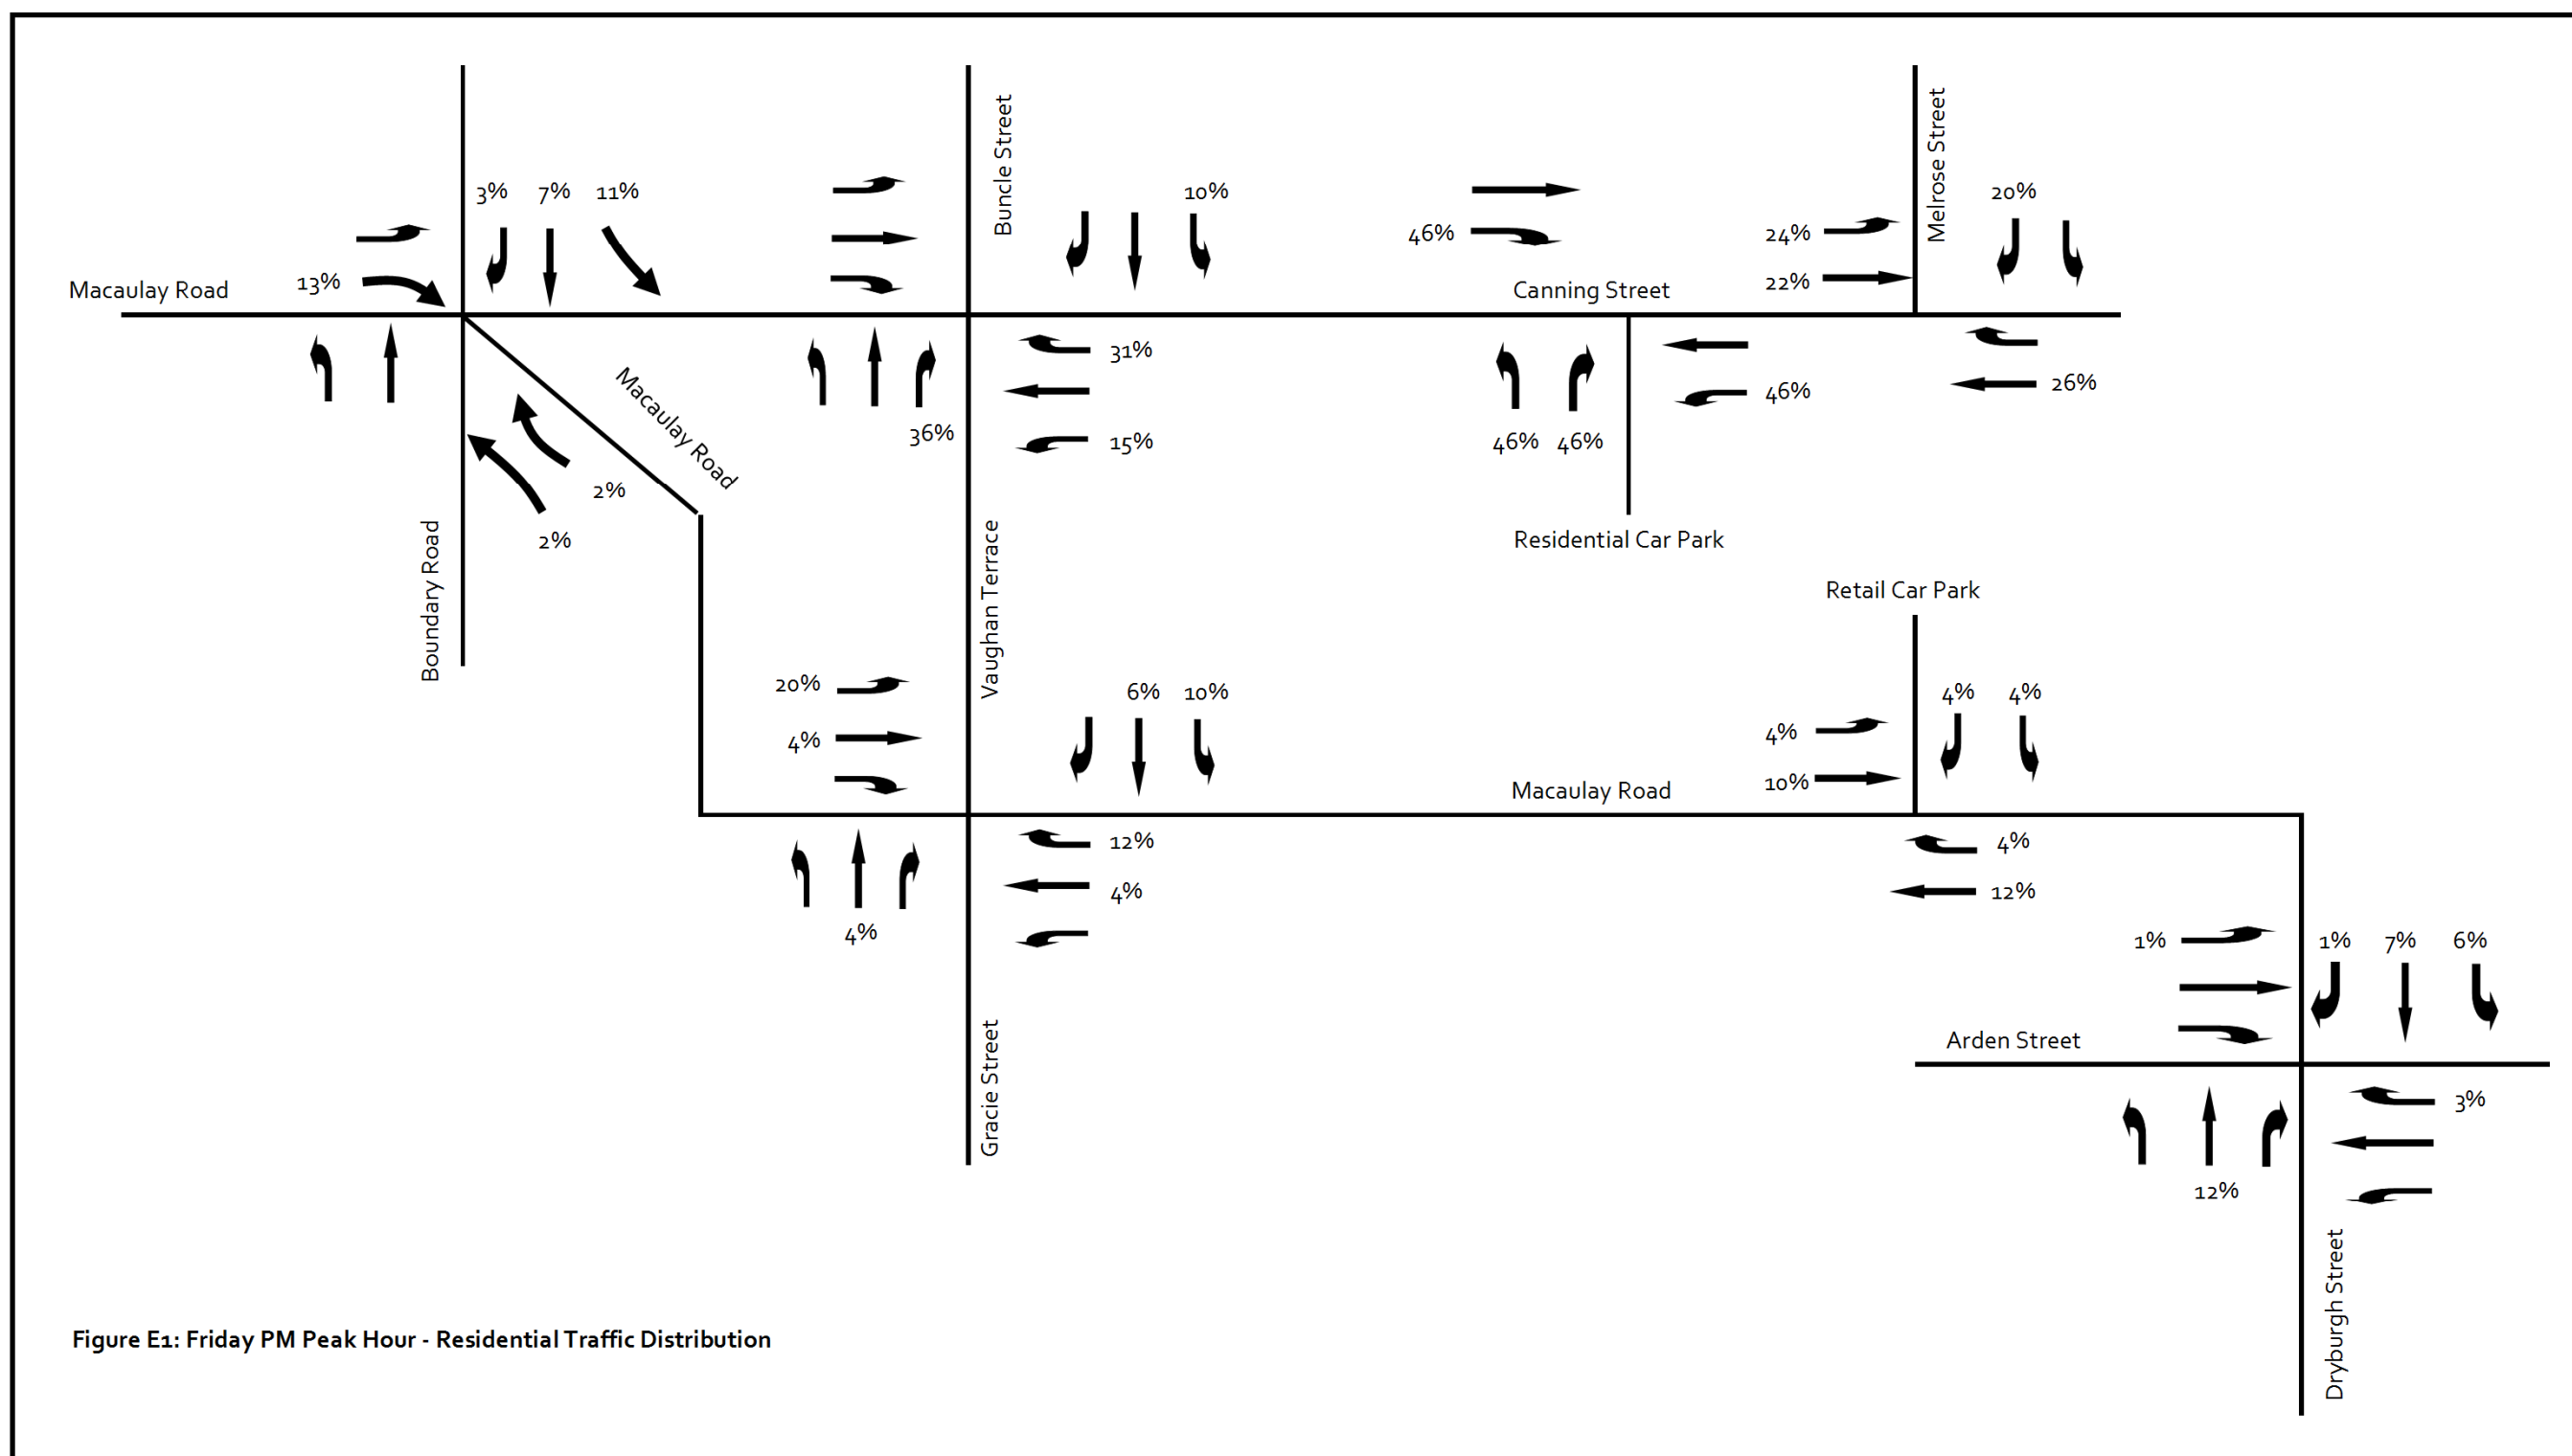 Buncle Street
Melrose Street
3% 7% 11%
10%
20%
46%
24%
13%
22%
Macaulay Road
Canning Street
31%
26%
46%
36%
15%
46% 46%
Macaulay Road
2%
2%
Boundary Road
Vaughan Terrace
Residential Car Park
Retail Car Park
20%
6% 10%
4% 4%
4%
4%
10%
Macaulay Road
12%
4%
4%
12%
4%
1%
1% 7% 6%
Gracie Street
Arden Street
3%
12%
Dryburgh Street
Figure E1: Friday PM Peak Hour - Residential Traffic Distribution